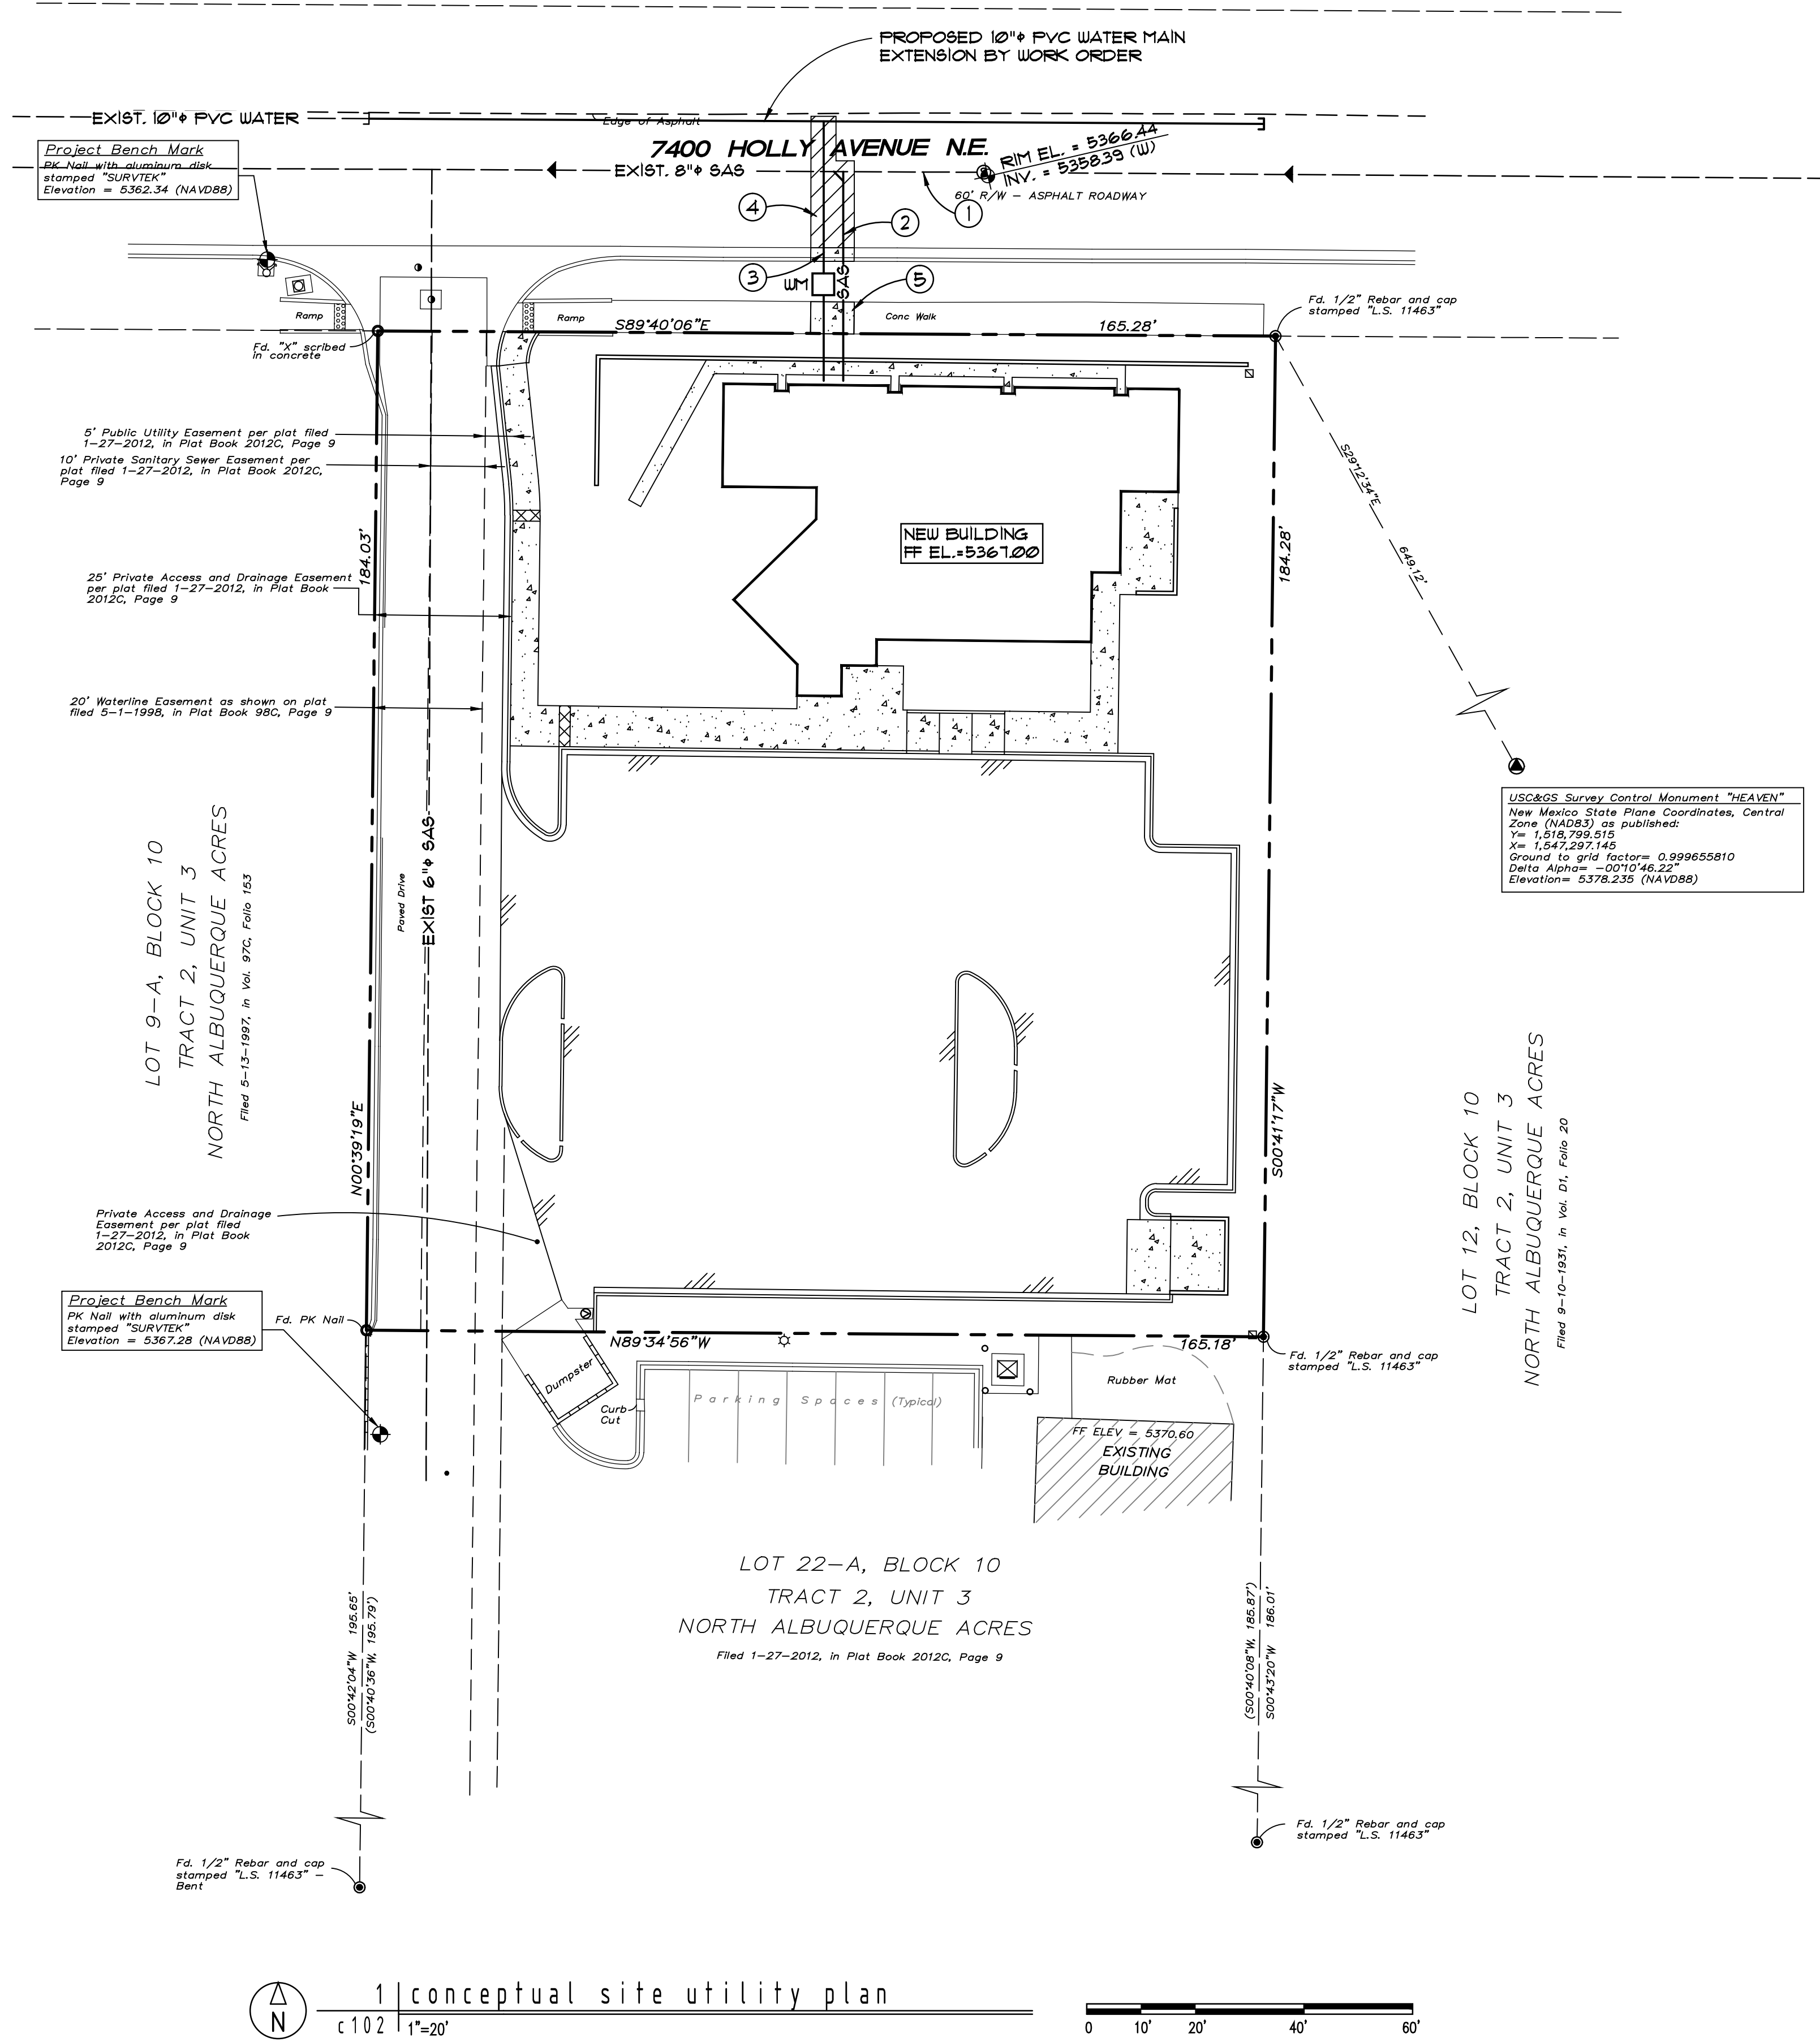 PROPOSED 10"φ PVC WATER MAIN
EXTENSION BY WORK ORDER
EXIST. 10"φ PVC WATER
Edge of Asphalt
7400 HOLLY AVENUE N.E.
RIM EL. = 5366.44
INV. = 5358.39 (W)
EXIST. 8"φ SAS
60' R/W - ASPHALT ROADWAY
Project Bench Mark
PK Nail with aluminum disk
stamped "SURVTEK"
Elevation = 5362.34 (NAVD88)
4
2
1
3
5
WM
SAS
Ramp
Ramp
S89°40'06"E
Conc Walk
165.28'
Fd. 1/2" Rebar and cap
stamped "L.S. 11463"
Fd. "X" scribed
in concrete
5' Public Utility Easement per plat filed
1-27-2012, in Plat Book 2012C, Page 9
10' Private Sanitary Sewer Easement per
plat filed 1-27-2012, in Plat Book 2012C,
Page 9
184.03'
NEW BUILDING
FF EL.=5367.00
184.28'
S29°12'34"E
649.12'
25' Private Access and Drainage Easement
per plat filed 1-27-2012, in Plat Book
2012C, Page 9
20' Waterline Easement as shown on plat
filed 5-1-1998, in Plat Book 98C, Page 9
USC&GS Survey Control Monument "HEAVEN"
New Mexico State Plane Coordinates, Central
Zone (NAD83) as published:
Y= 1,518,799.515
X= 1,547,297.145
Ground to grid factor= 0.999655810
Delta Alpha= -00°10'46.22"
Elevation= 5378.235 (NAVD88)
LOT 9-A, BLOCK 10
TRACT 2, UNIT 3
NORTH ALBUQUERQUE ACRES
Filed 5-13-1997, in Vol. 97C, Folio 153
Paved Drive
EXIST 6"φ SAS
N00°39'19"E
S00°41'17"W
LOT 12, BLOCK 10
TRACT 2, UNIT 3
NORTH ALBUQUERQUE ACRES
Filed 9-10-1931, in Vol. D1, Folio 20
Private Access and Drainage
Easement per plat filed
1-27-2012, in Plat Book
2012C, Page 9
Project Bench Mark
PK Nail with aluminum disk
stamped "SURVTEK"
Elevation = 5367.28 (NAVD88)
Fd. PK Nail
N89°34'56"W
165.18'
Fd. 1/2" Rebar and cap
stamped "L.S. 11463"
Dumpster
Curb
Cut
Parking Spaces (Typical)
Rubber Mat
FF ELEV = 5370.60
EXISTING
BUILDING
LOT 22-A, BLOCK 10
TRACT 2, UNIT 3
NORTH ALBUQUERQUE ACRES
Filed 1-27-2012, in Plat Book 2012C, Page 9
S00°42'04"W 195.65'
(S00°40'36"W, 195.79')
(S00°40'08"W, 185.87')
S00°43'20"W 186.01'
Fd. 1/2" Rebar and cap
stamped "L.S. 11463"
Fd. 1/2" Rebar and cap
stamped "L.S. 11463" -
Bent
N
1 conceptual site utility plan
c102 1"=20'
0 10' 20' 40' 60'